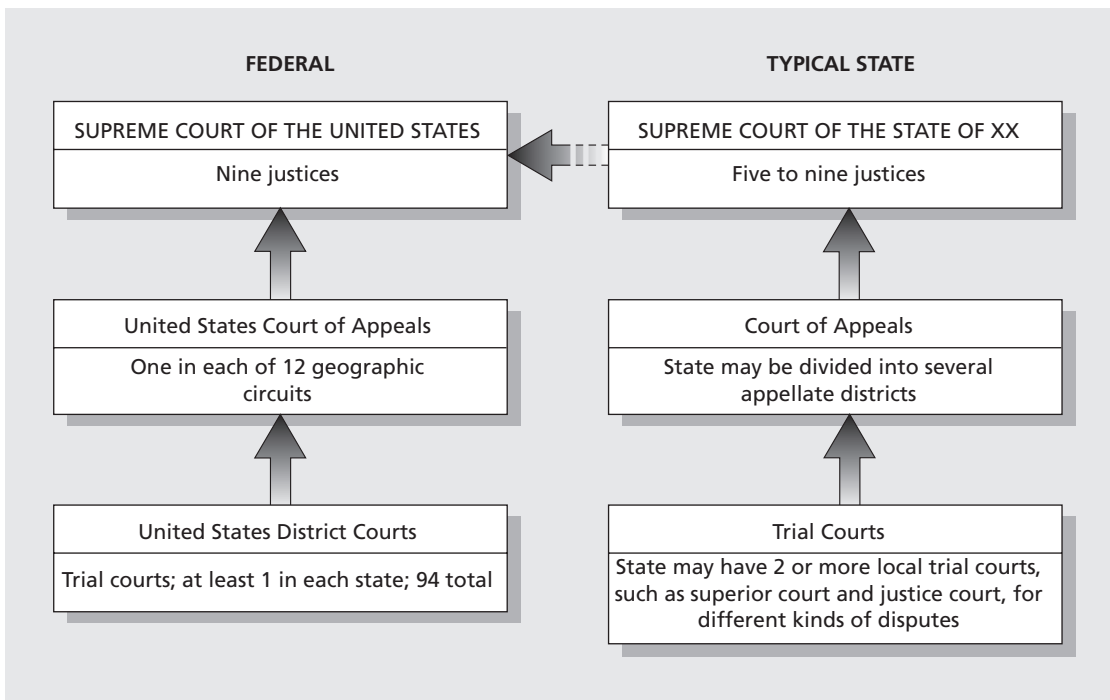 FEDERAL
SUPREME COURT OF THE UNITED STATES
Nine justices
United States Court of Appeals
One in each of 12 geographic
circuits
United States District Courts
Trial courts; at least 1 in each state; 94 total
TYPICAL STATE
SUPREME COURT OF THE STATE OF XX
Five to nine justices
Court of Appeals
State may be divided into several
appellate districts
Trial Courts
State may have 2 or more local trial courts,
such as superior court and justice court, for
different kinds of disputes